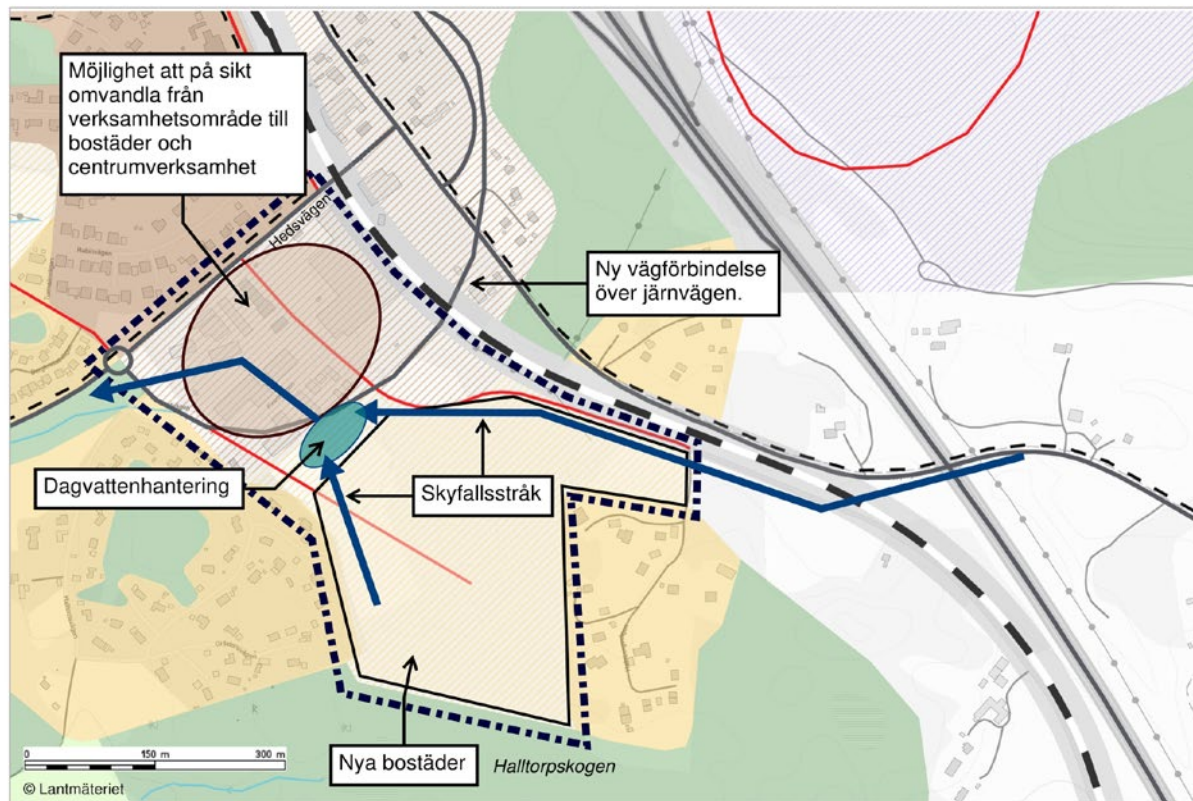 Möjlighet att på sikt
omvandla från
verksamhetsområde till
bostäder och
centrumverksamhet
Hedsvägen
Ny vägförbindelse
över järnvägen.
Dagvattenhantering
Skyfallsstråk
Nya bostäder
Halltorpskogen
0 150 m 300 m
© Lantmäteriet